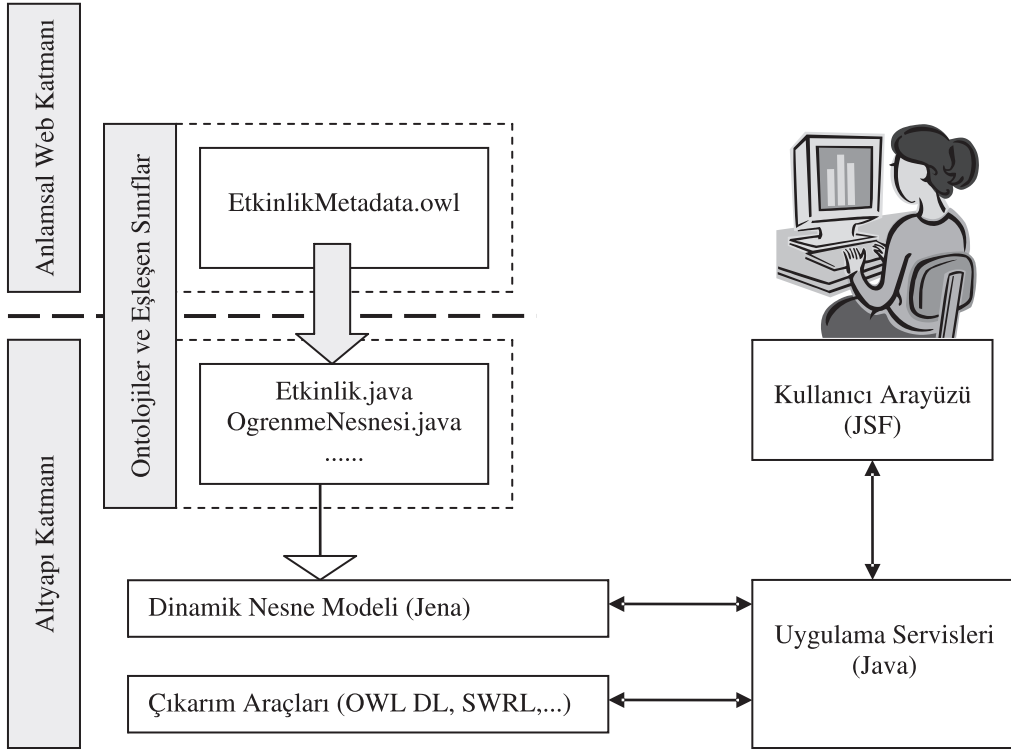 Anlamsal Web Katmanı
Ontolojiler ve Eşleşen Sınıflar
EtkinlikMetadata.owl
Etkinlik.java
OgrenmeNesnesi.java
......
Kullanıcı Arayüzü
(JSF)
Altyapı Katmanı
Dinamik Nesne Modeli (Jena)
Uygulama Servisleri
(Java)
Çıkarım Araçları (OWL DL, SWRL,...)